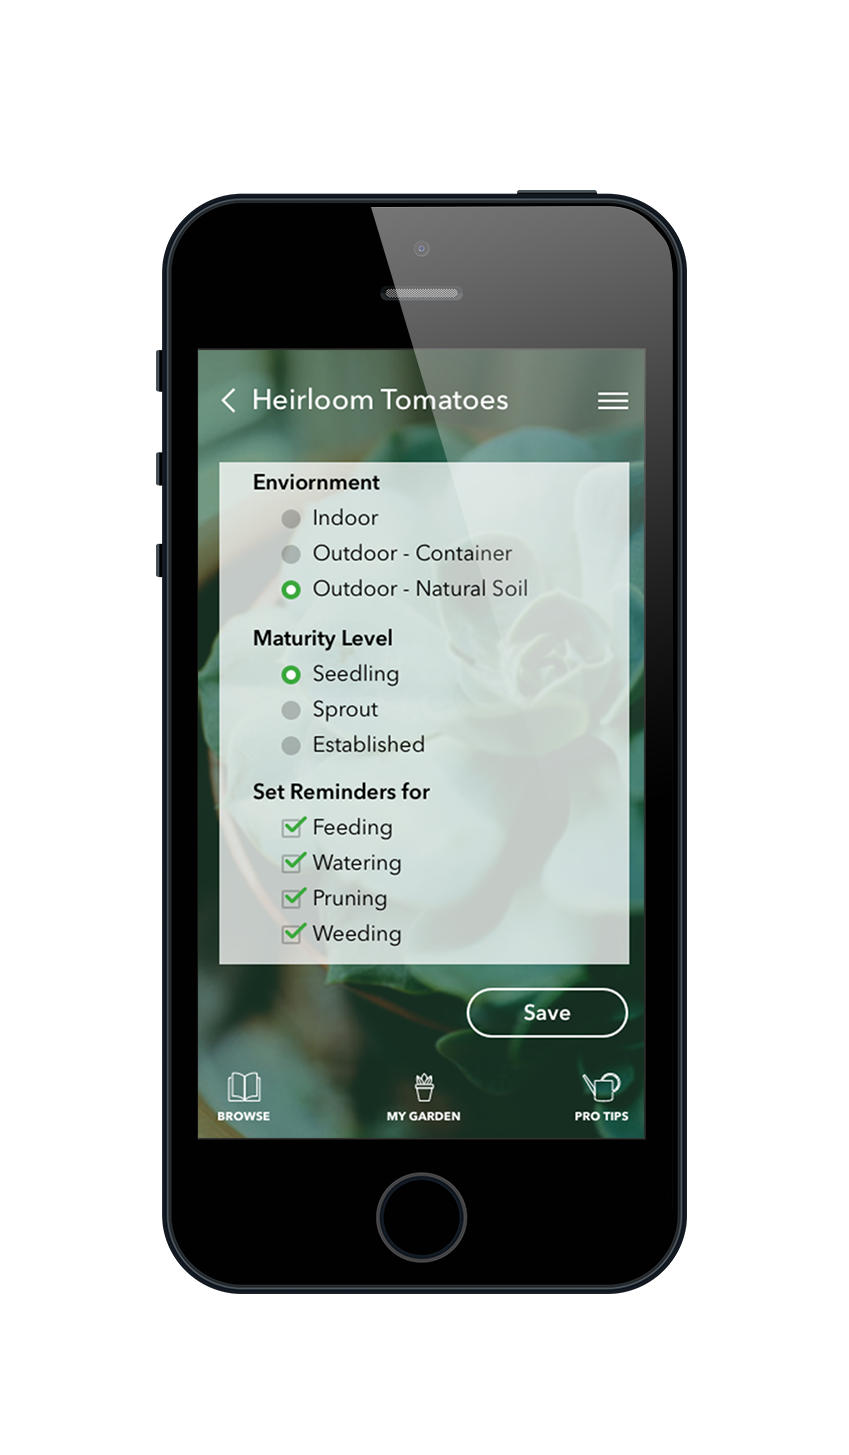 Heirloom Tomatoes
Enviornment
Indoor
Outdoor - Container
Outdoor - Natural Soil
Maturity Level
Seedling
Sprout
Established
Set Reminders for
Feeding
Watering
Pruning
Weeding
Save
BROWSE
MY GARDEN
PRO TIPS